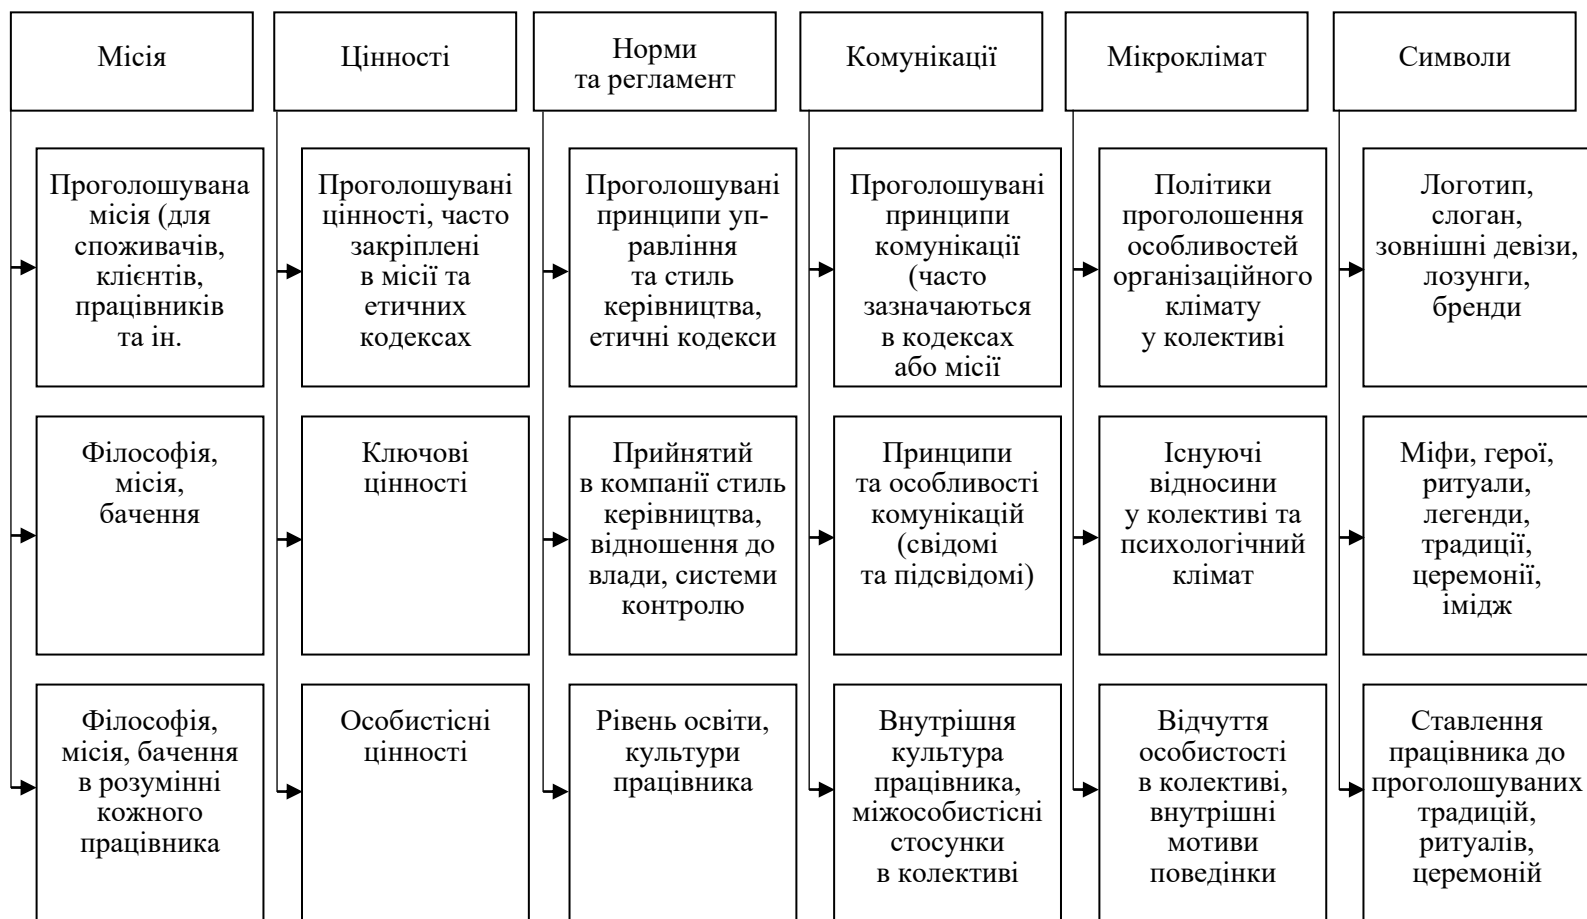 Місія
Цінності
Норми
та регламент
Комунікації
Мікроклімат
Символи
Проголошувана
місія (для
споживачів,
клієнтів,
працівників
та ін.
Проголошувані
цінності, часто
закріплені
в місії та
етичних
кодексах
Проголошувані
принципи уп-
равління
та стиль
керівництва,
етичні кодекси
Проголошувані
принципи
комунікації
(часто
зазначаються
в кодексах
або місії
Політики
проголошення
особливостей
організаційного
клімату
у колективі
Логотип,
слоган,
зовнішні девізи,
лозунги,
бренди
Філософія,
місія,
бачення
Ключові
цінності
Прийнятий
в компанії стиль
керівництва,
відношення до
влади, системи
контролю
Принципи
та особливості
комунікацій
(свідомі
та підсвідомі)
Існуючі
відносини
у колективі та
психологічний
клімат
Міфи, герої,
ритуали,
легенди,
традиції,
церемонії,
імідж
Філософія,
місія, бачення
в розумінні
кожного
працівника
Особистісні
цінності
Рівень освіти,
культури
працівника
Внутрішня
культура
працівника,
міжособистісні
стосунки
в колективі
Відчуття
особистості
в колективі,
внутрішні
мотиви
поведінки
Ставлення
працівника до
проголошуваних
традицій,
ритуалів,
церемоній